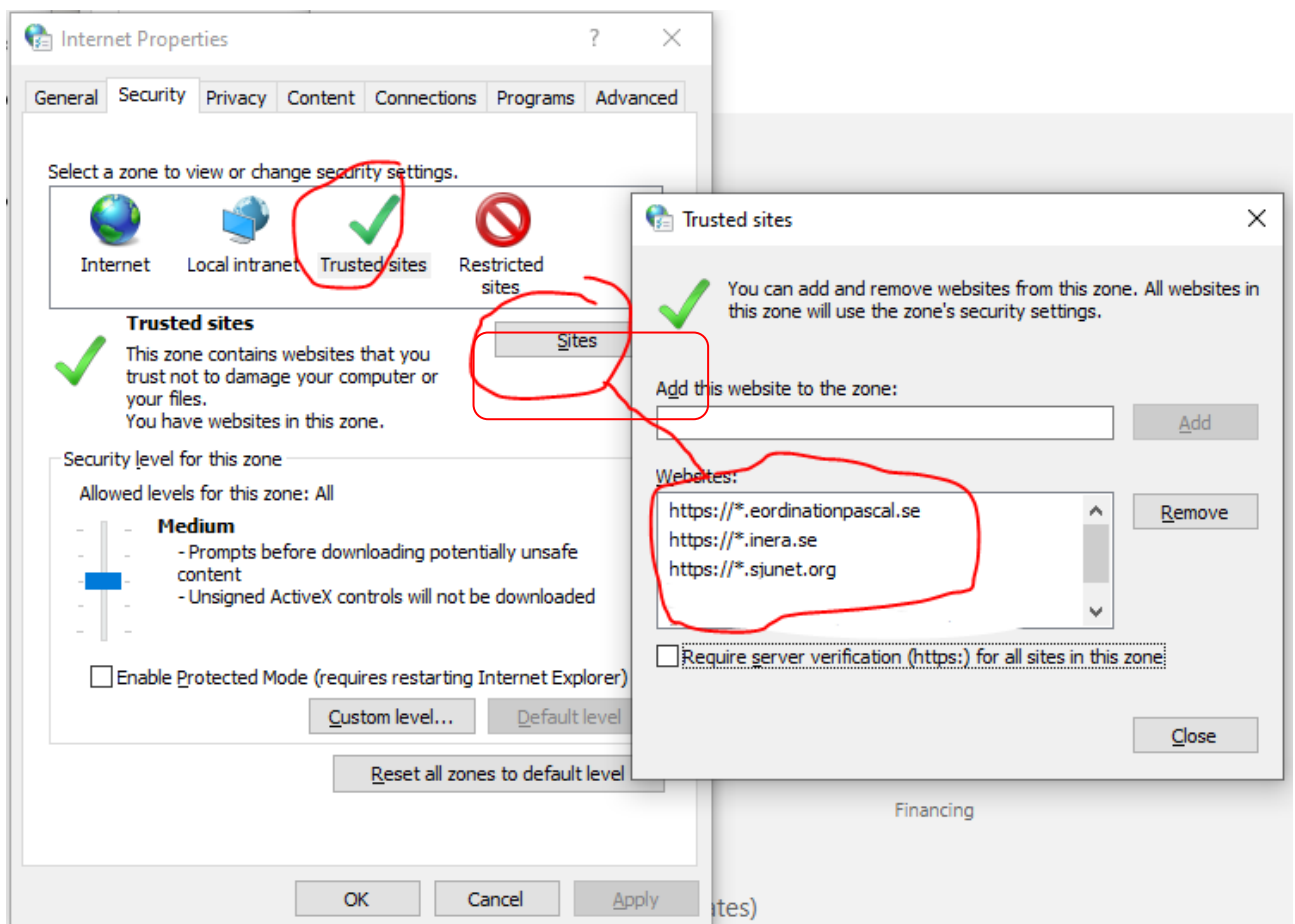 Internet Properties
?
General Security Privacy Content Connections Programs Advanced
Select a zone to view or change security settings.
Internet
Local intranet
Trusted sites
Restricted
sites
Trusted sites
Sites
This zone contains websites that you
trust not to damage your computer or
your files.
You have websites in this zone.
Security level for this zone
Allowed levels for this zone: All
Medium
- Prompts before downloading potentially unsafe
content
- Unsigned ActiveX controls will not be downloaded
Enable Protected Mode (requires restarting Internet Explorer)
Custom level...
Default level
Reset all zones to default level
OK
Cancel
Apply
Trusted sites
You can add and remove websites from this zone. All websites in
this zone will use the zone's security settings.
Add this website to the zone:
Add
Websites:
https://*.eordinationpascal.se
https://*.inera.se
https://*.sjunet.org
Remove
Require server verification (https:) for all sites in this zone
Close
Financing
ates)